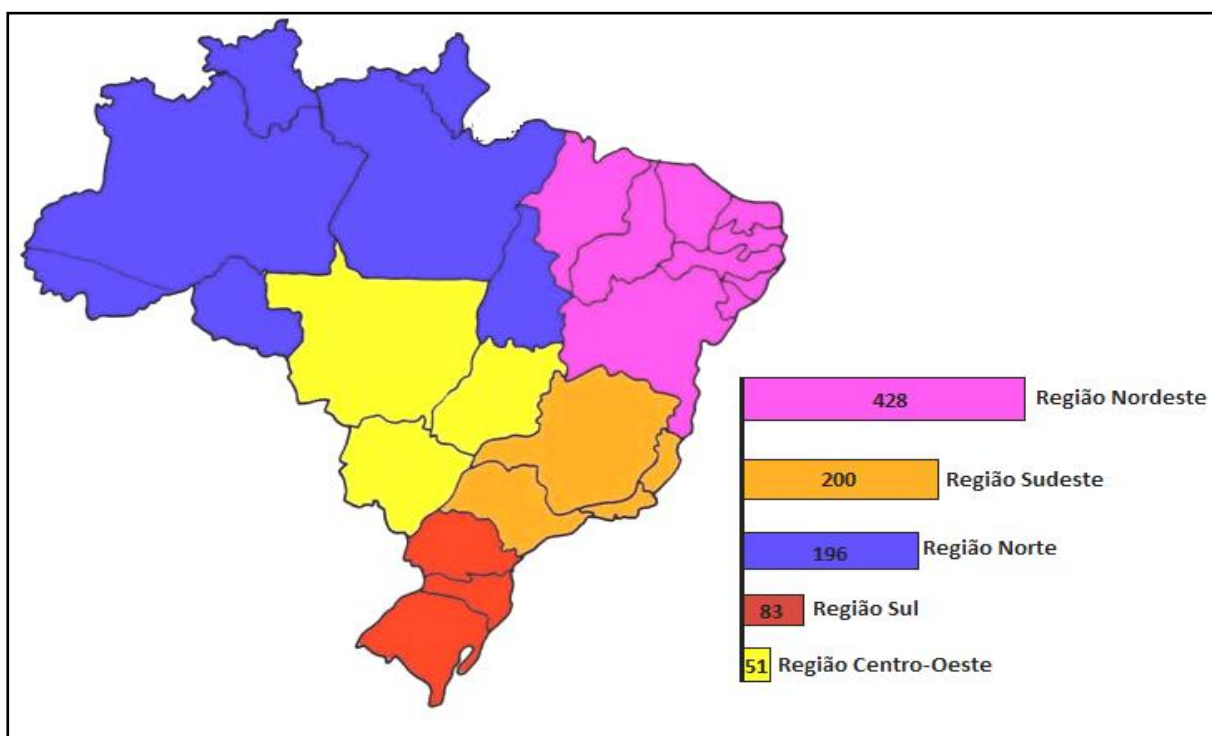 428 Região Nordeste
200 Região Sudeste
196 Região Norte
83 Região Sul
51 Região Centro-Oeste